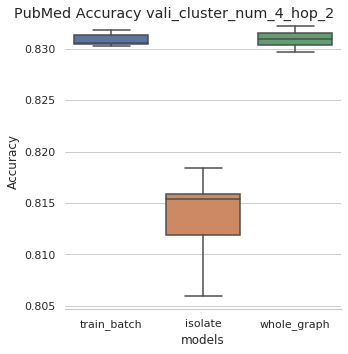 PubMed Accuracy vali_cluster_num_4_hop_2
0.830
0.825
0.820
0.815
0.810
0.805
Accuracy
train_batch isolate whole_graph
models